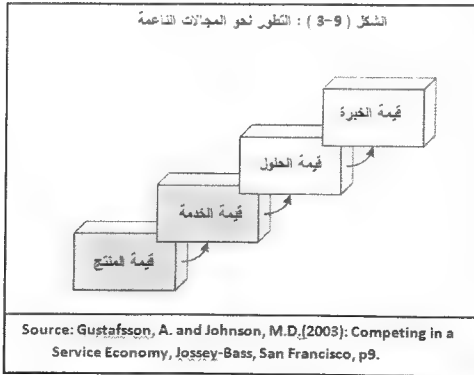 الشكل ( 9-3 ) : التطور نحو المجالات الناعمة
قيمة الخبرة
قيمة الحلول
قيمة الخدمة
قيمة المنتج
Source: Gustafsson, A. and Johnson, M.D.(2003): Competing in a
Service Economy, Jossey-Bass, San Francisco, p9.